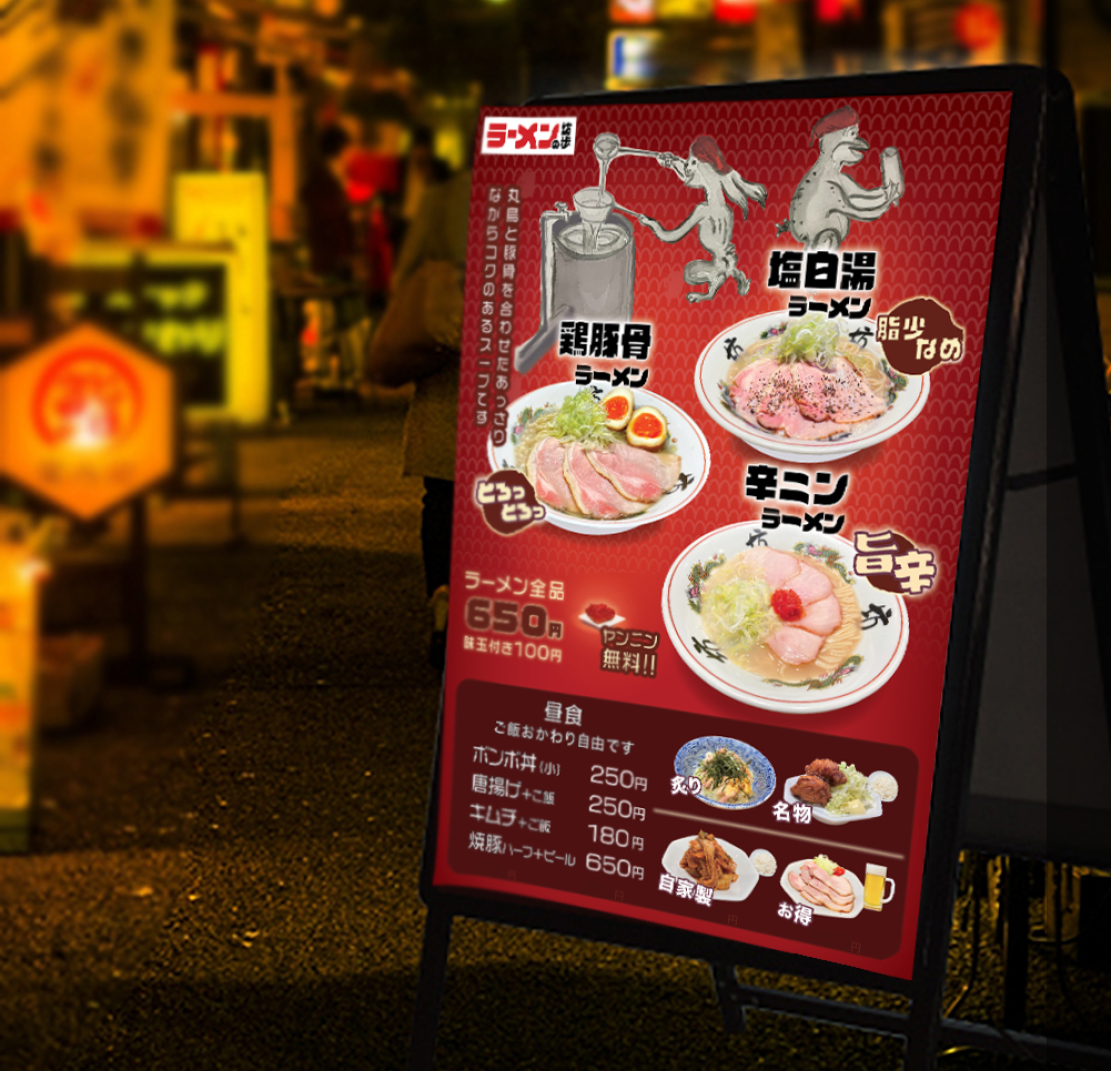 ラーメンの
丸鳥と豚骨を合わせたあっさり
ながらコクのあるスープです
塩白湯
ラーメン
脂少
なめ
鶏豚骨
ラーメン
とろっ
とろっ
辛ニン
ラーメン
旨辛
ラーメン全品
650円
味玉付き100円
ヤンニン
無料!!
昼食
ご飯おかわり自由です
ボンボ丼(小) 250円
唐揚げ+ご飯 250円
キムチ+ご飯 180円
焼豚ハーフ+ビール 650円
炙り
名物
自家製
お得